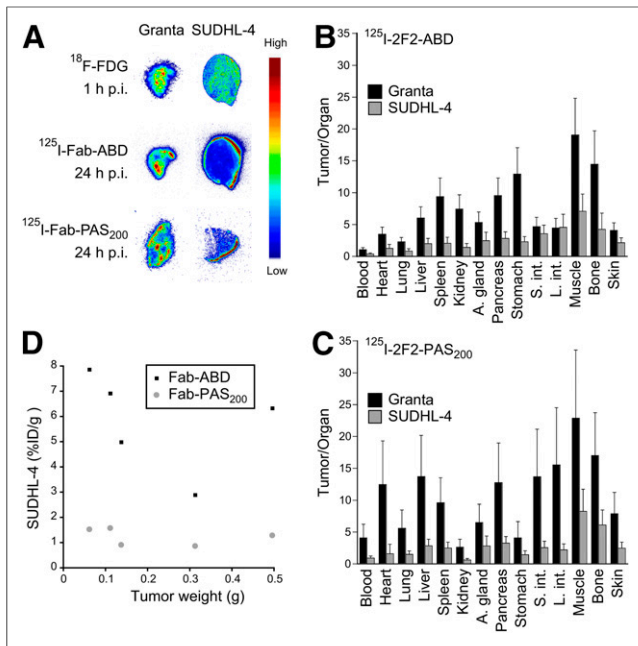 A
Granta SUDHL-4
¹⁸F-FDG
1 h p.i.
¹²⁵I-Fab-ABD
24 h p.i.
¹²⁵I-Fab-PAS₂₀₀
24 h p.i.
High
Low
B
¹²⁵I-2F2-ABD
Granta
SUDHL-4
Tumor/Organ
35
30
25
20
15
10
5
0
Blood
Heart
Lung
Liver
Spleen
Kidney
A. gland
Pancreas
Stomach
S. int.
L. int.
Muscle
Bone
Skin
C
¹²⁵I-2F2-PAS₂₀₀
Granta
SUDHL-4
Tumor/Organ
35
30
25
20
15
10
5
0
Blood
Heart
Lung
Liver
Spleen
Kidney
A. gland
Pancreas
Stomach
S. int.
L. int.
Muscle
Bone
Skin
D
Fab-ABD
Fab-PAS₂₀₀
SUDHL-4 (%ID/g)
8
7
6
5
4
3
2
1
0
0 0.1 0.2 0.3 0.4 0.5
Tumor weight (g)